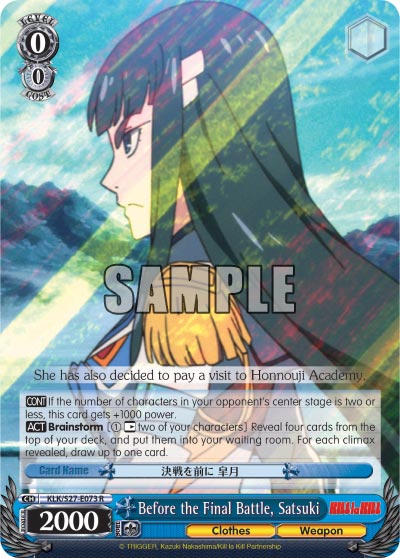 LEVEL
0
0
COST
SAMPLE
She has also decided to pay a visit to Honnouji Academy.
CONT If the number of characters in your opponent's center stage is two or
less, this card gets +1000 power.
ACT Brainstorm [① two of your characters] Reveal four cards from
the top of your deck, and put them into your waiting room. For each climax
revealed, draw up to one card.
Card Name 決戦を前に 皐月
CH KLK/S27-E073 R Before the Final Battle, Satsuki KILL la KILL
2000 Clothes Weapon
© TRIGGER, Kazuki Nakashima/Kill la Kill Partnership